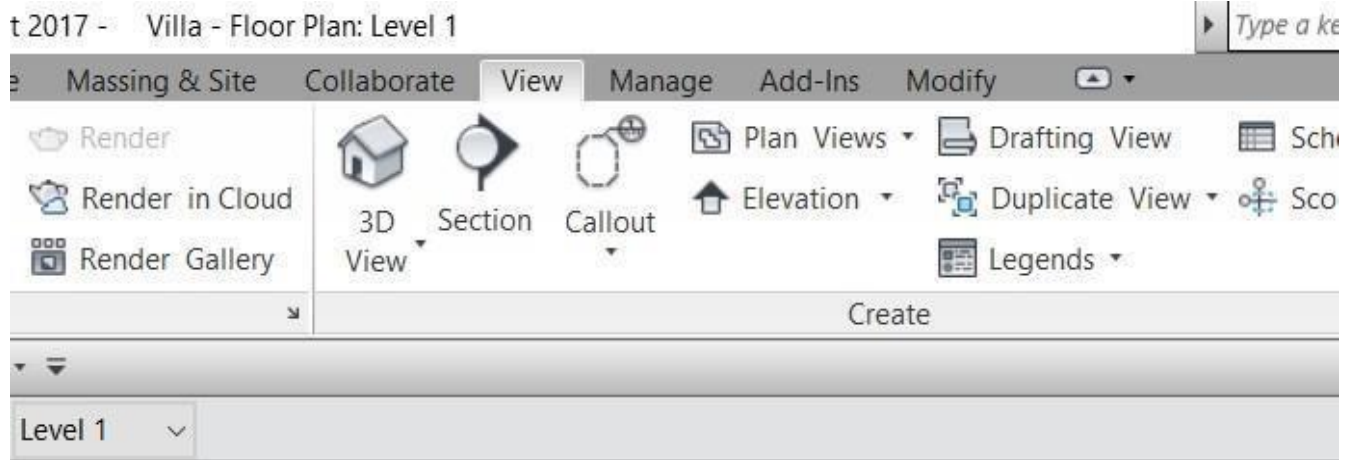 t 2017 - Villa - Floor Plan: Level 1 Type a ke
e Massing & Site Collaborate View Manage Add-Ins Modify
Render Plan Views Drafting View Sch
Render in Cloud 3D View Section Callout Elevation Duplicate View Sco
Render Gallery Legends
Create
Level 1